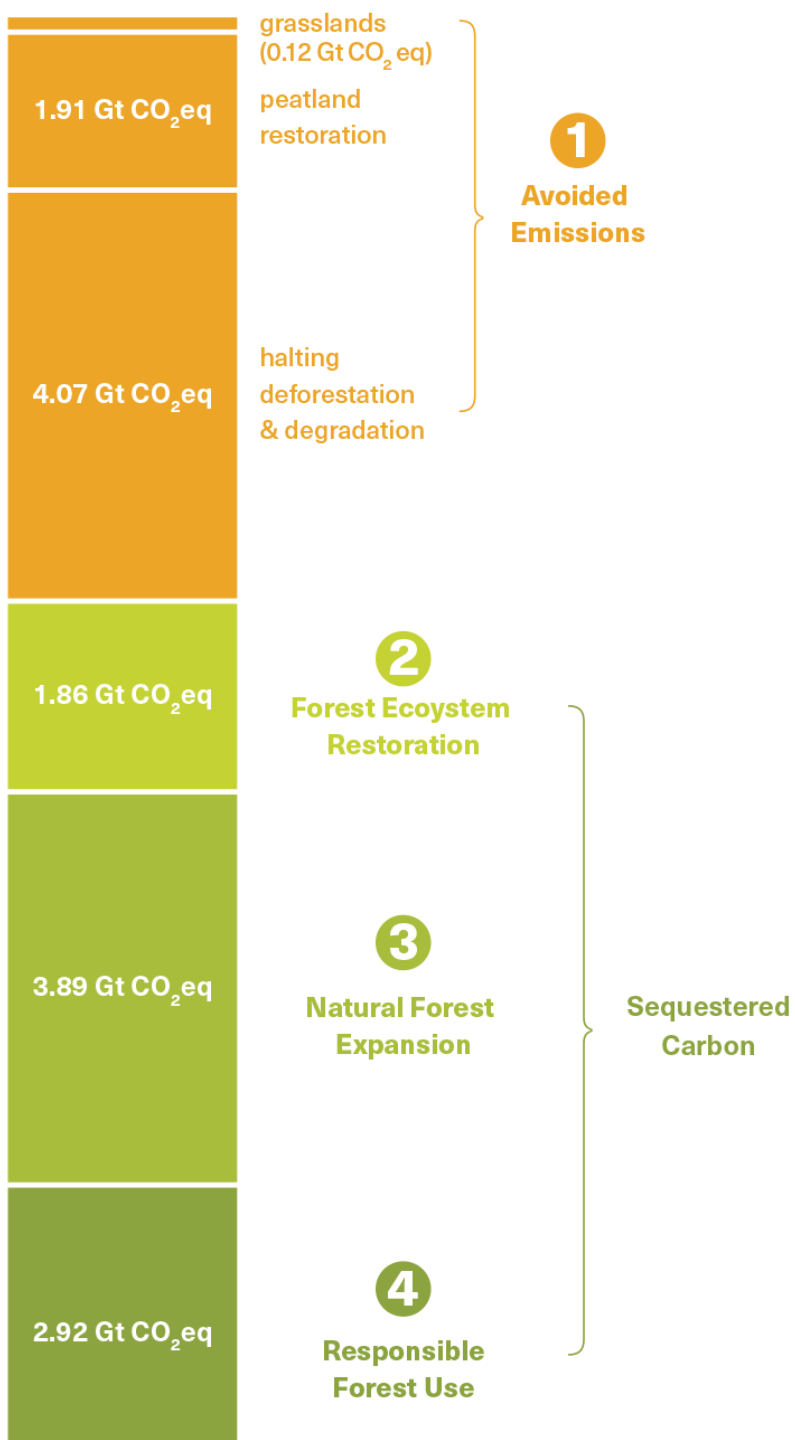 grasslands
(0.12 Gt CO₂ eq)
1.91 Gt CO₂eq
peatland
restoration
1
Avoided
Emissions
4.07 Gt CO₂eq
halting
deforestation
& degradation
1.86 Gt CO₂eq
2
Forest Ecoystem
Restoration
3.89 Gt CO₂eq
3
Natural Forest
Expansion
Sequestered
Carbon
2.92 Gt CO₂eq
4
Responsible
Forest Use